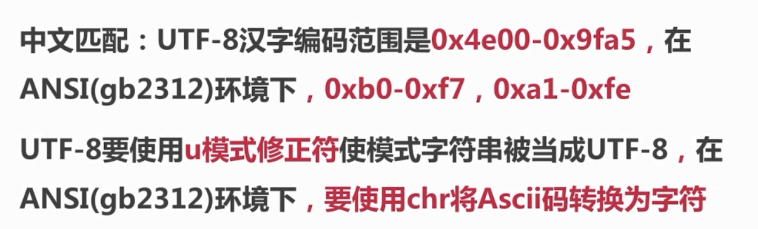 中文匹配：UTF-8汉字编码范围是0x4e00-0x9fa5，在
ANSI(gb2312)环境下，0xb0-0xf7，0xa1-0xfe
UTF-8要使用u模式修正符使模式字符串被当成UTF-8，在
ANSI(gb2312)环境下，要使用chr将Ascii码转换为字符